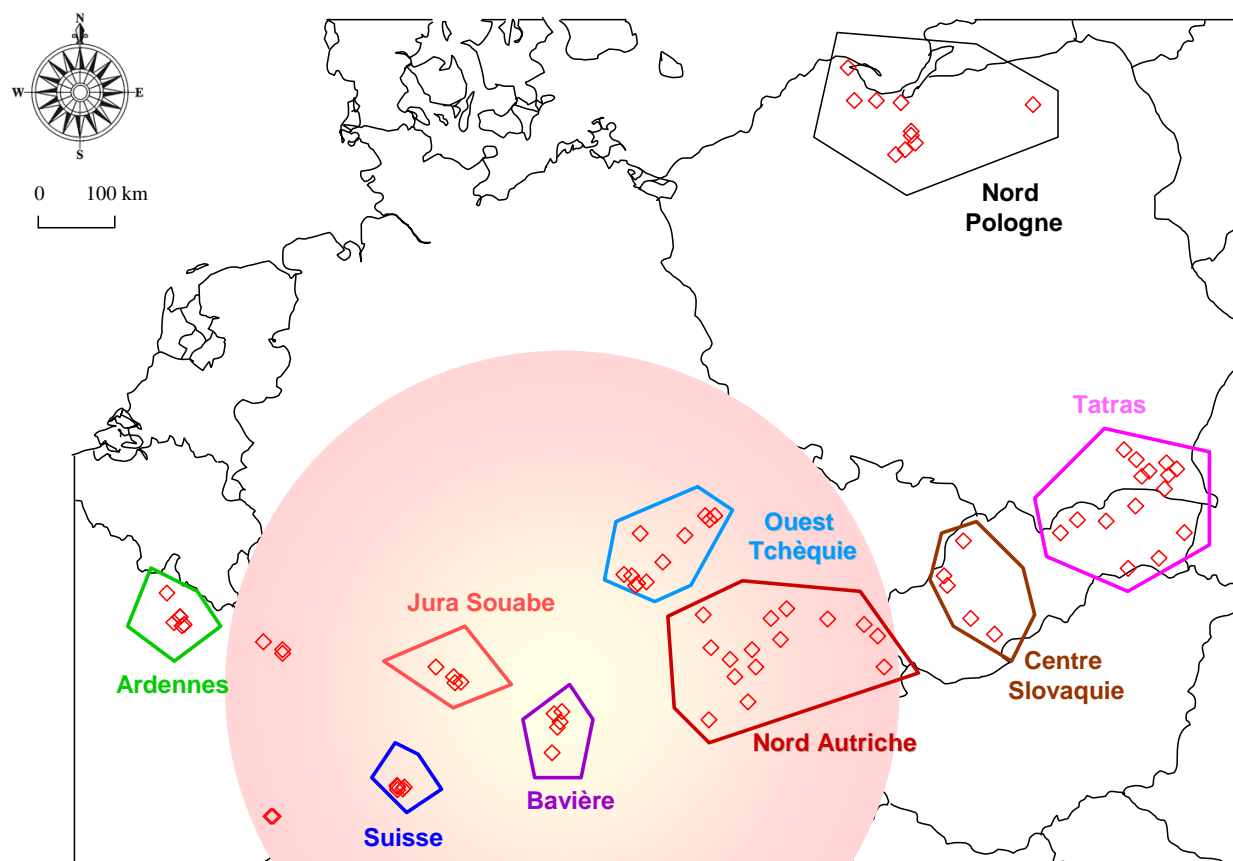 N
W
E
S
0 100 km
Nord
Pologne
Tatras
Ouest
Tchèquie
Jura Souabe
Ardennes
Centre
Slovaquie
Nord Autriche
Bavière
Suisse